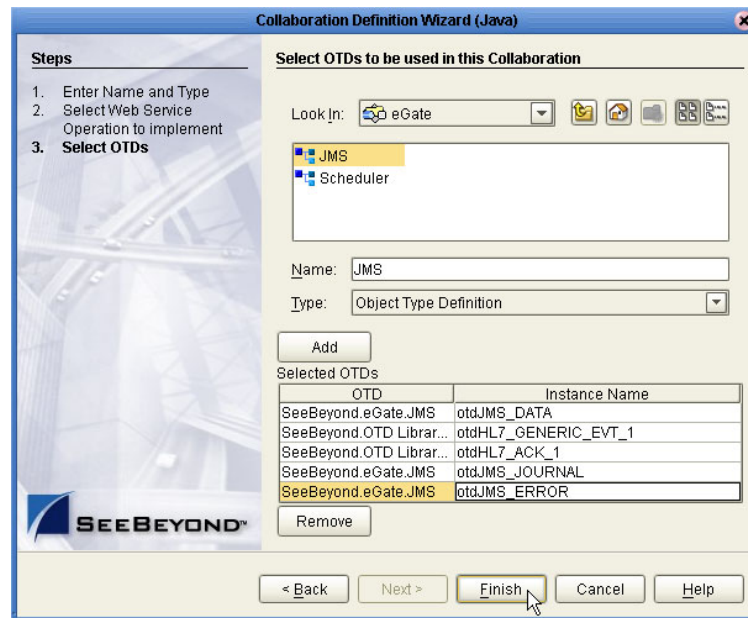 Collaboration Definition Wizard (Java)
Steps
1. Enter Name and Type
2. Select Web Service
Operation to implement
3. Select OTDs
SEEBEYOND™
Select OTDs to be used in this Collaboration
Look In: eGate
JMS
Scheduler
Name: JMS
Type: Object Type Definition
Add
Selected OTDs
OTD Instance Name
SeeBeyond.eGate.JMS otdJMS_DATA
SeeBeyond.OTD Librar... otdHL7_GENERIC_EVT_1
SeeBeyond.OTD Librar... otdHL7_ACK_1
SeeBeyond.eGate.JMS otdJMS_JOURNAL
SeeBeyond.eGate.JMS otdJMS_ERROR
Remove
< Back Next > Finish Cancel Help